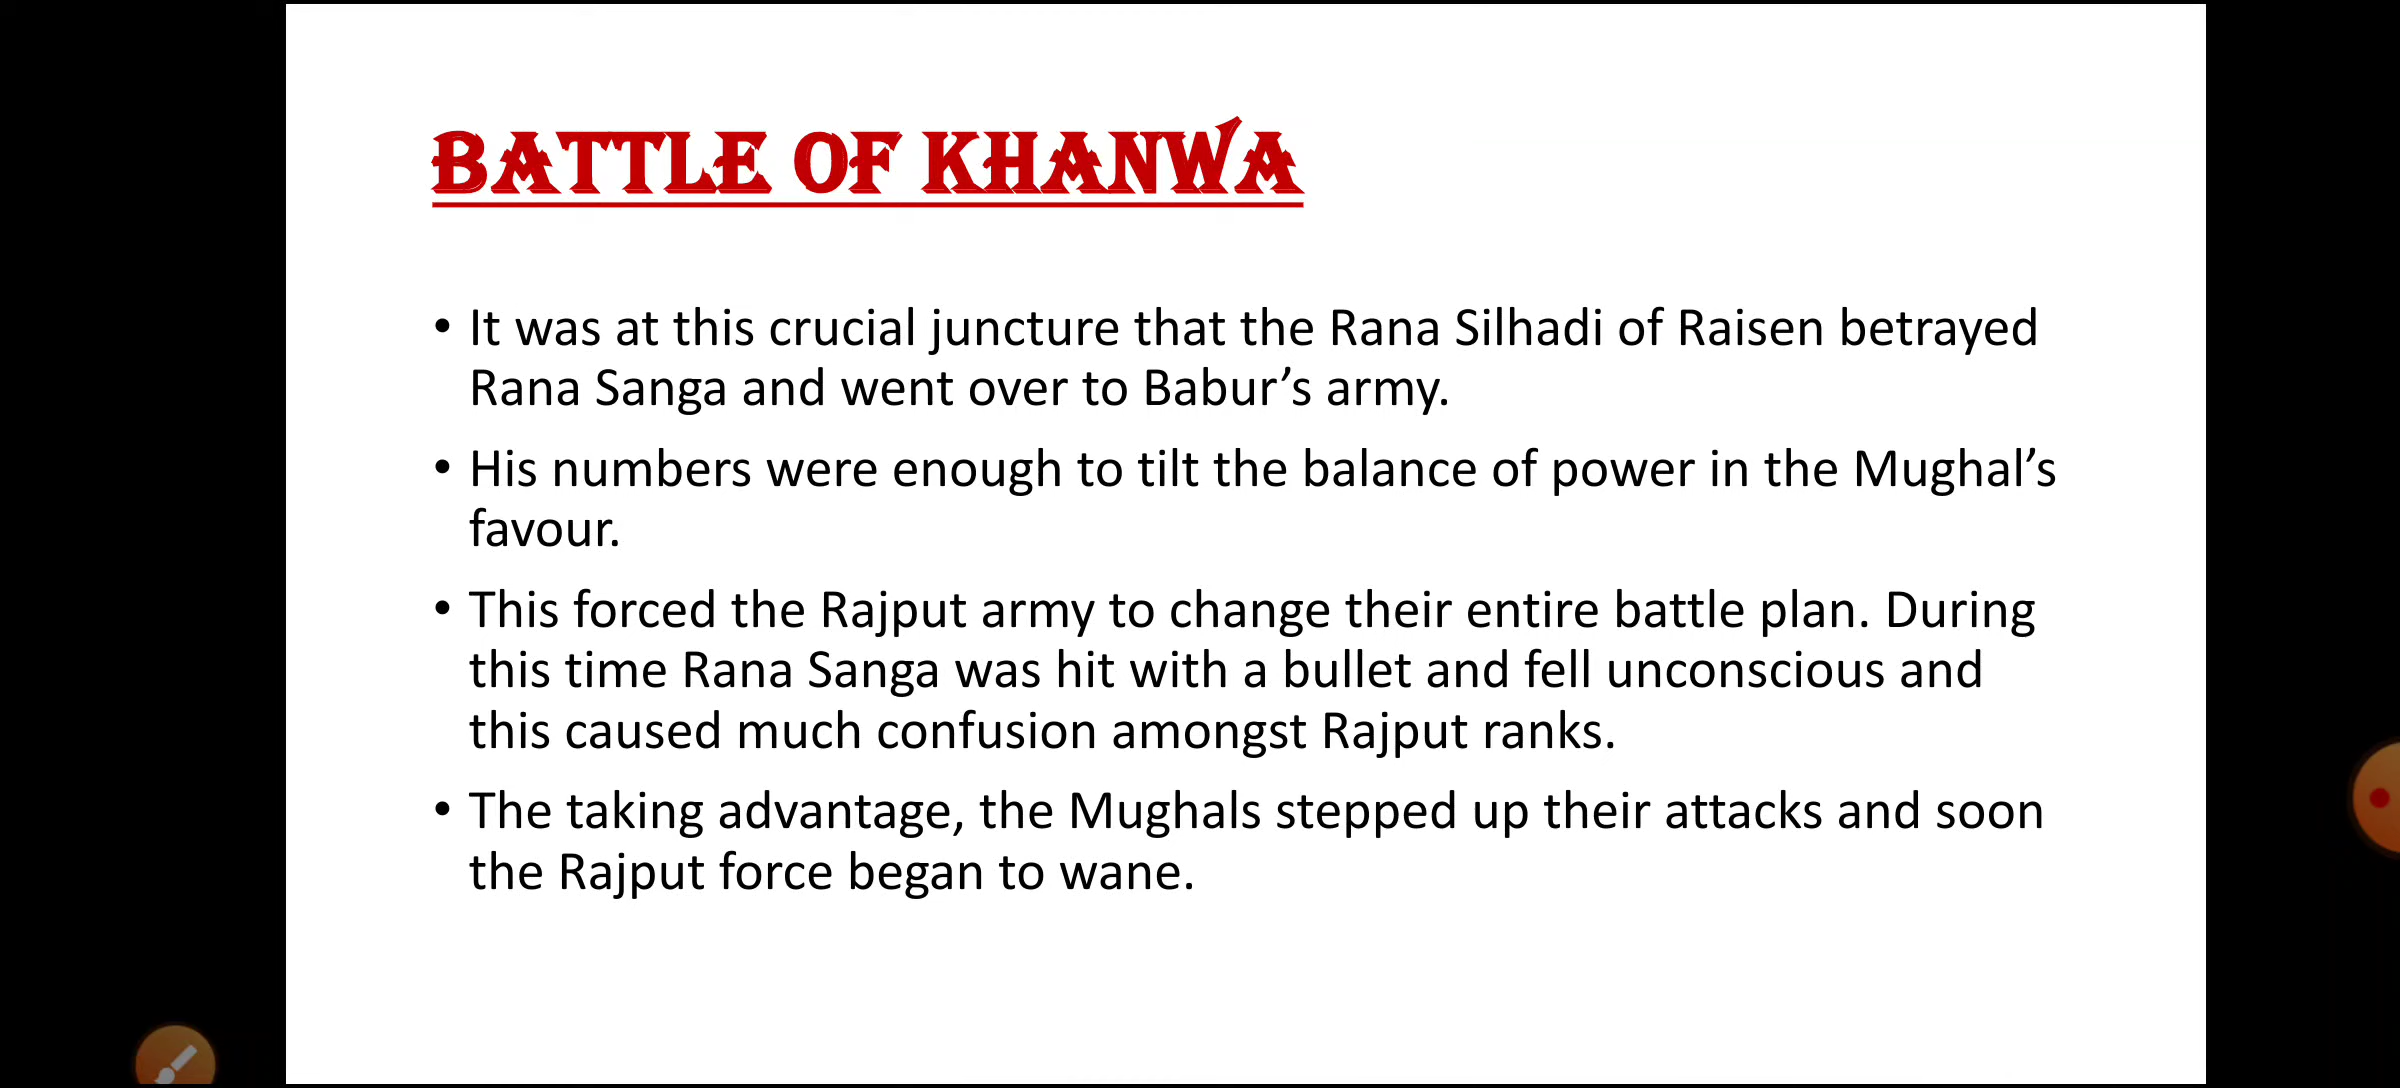 BATTLE OF KHANWA
• It was at this crucial juncture that the Rana Silhadi of Raisen betrayed
Rana Sanga and went over to Babur’s army.
• His numbers were enough to tilt the balance of power in the Mughal’s
favour.
• This forced the Rajput army to change their entire battle plan. During
this time Rana Sanga was hit with a bullet and fell unconscious and
this caused much confusion amongst Rajput ranks.
• The taking advantage, the Mughals stepped up their attacks and soon
the Rajput force began to wane.